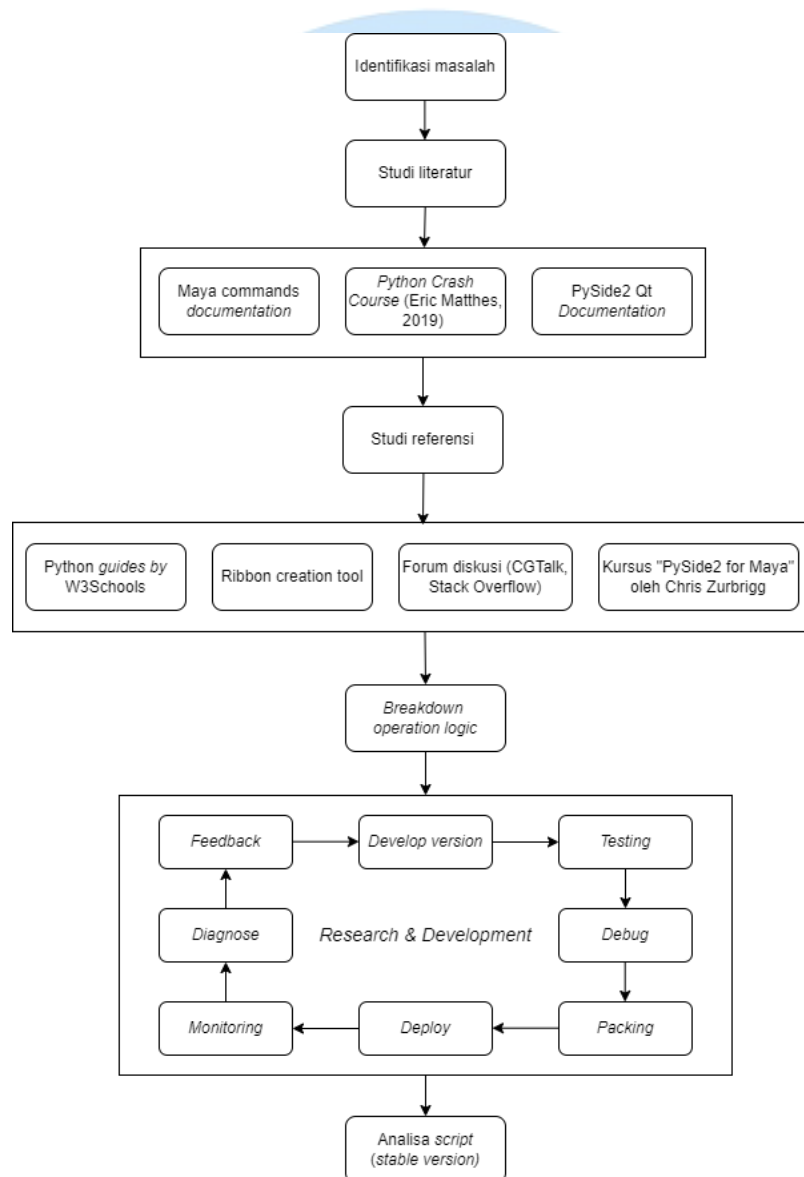 Identifikasi masalah
Studi literatur
Maya commands
documentation
Python Crash
Course (Eric Matthes,
2019)
PySide2 Qt
Documentation
Studi referensi
Python guides by
W3Schools
Ribbon creation tool
Forum diskusi (CGTalk,
Stack Overflow)
Kursus "PySide2 for Maya"
oleh Chris Zurbrigg
Breakdown
operation logic
Feedback
Develop version
Testing
Diagnose
Research & Development
Debug
Monitoring
Deploy
Packing
Analisa script
(stable version)